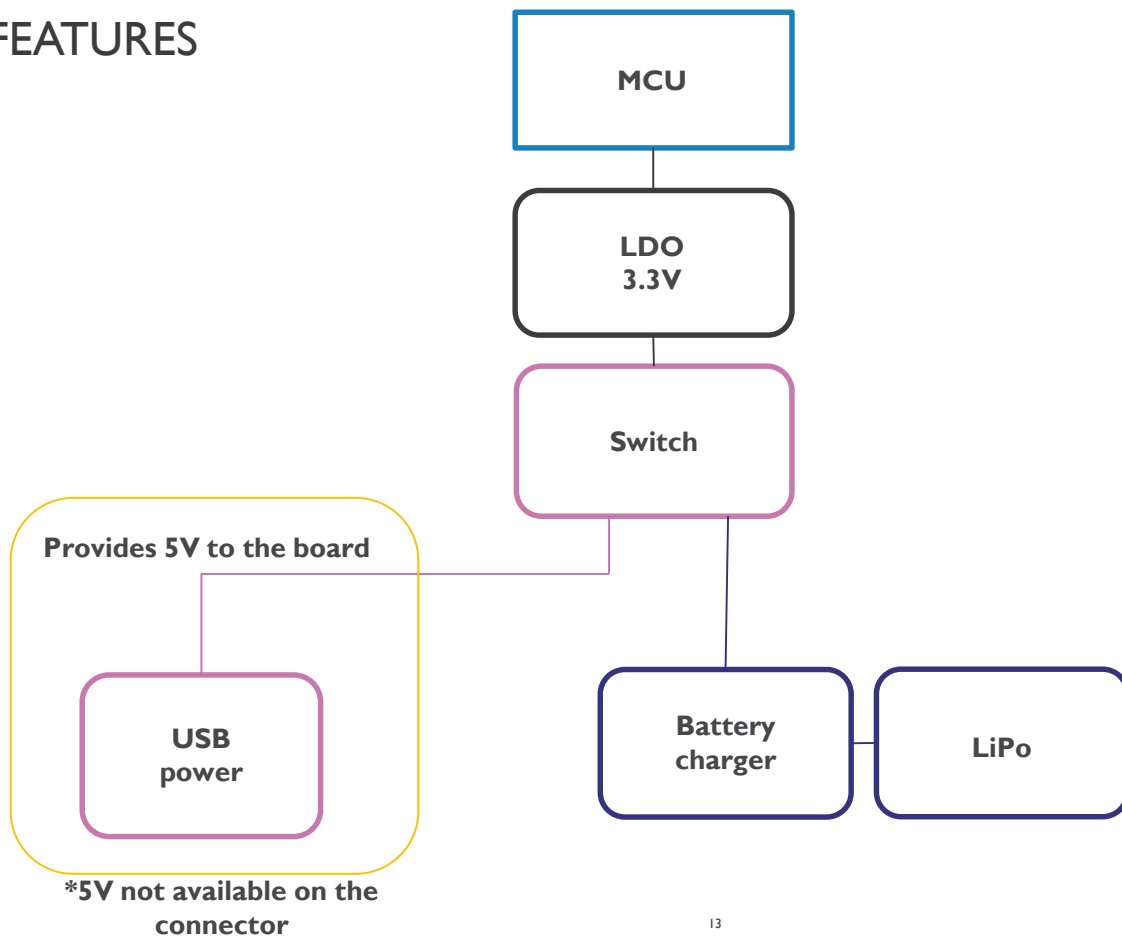 FEATURES
MCU
LDO
3.3V
Switch
Provides 5V to the board
USB
power
Battery
charger
LiPo
*5V not available on the
connector
13